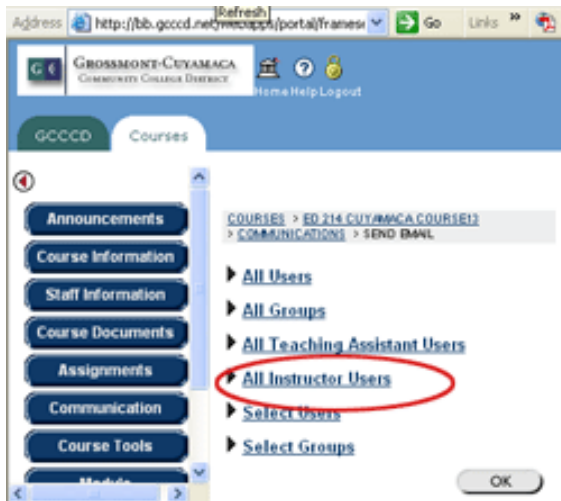 Refresh
Address http://bb.gcccd.net/webapps/portal/frames Go Links »
GC GROSSMONT-CUYAMACA
COMMUNITY COLLEGE DISTRICT
Home Help Logout
GCCCD Courses
Announcements
Course Information
Staff Information
Course Documents
Assignments
Communication
Course Tools
COURSES > ED 214 CUYAMACA COURSE13
> COMMUNICATIONS > SEND EMAIL
All Users
All Groups
All Teaching Assistant Users
All Instructor Users
Select Users
Select Groups
OK